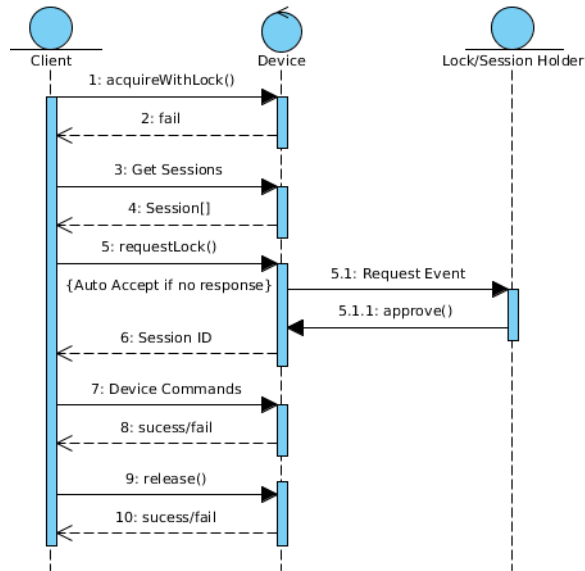 Client
Device
Lock/Session Holder
1: acquireWithLock()
2: fail
3: Get Sessions
4: Session[]
5: requestLock()
{Auto Accept if no response}
5.1: Request Event
5.1.1: approve()
6: Session ID
7: Device Commands
8: sucess/fail
9: release()
10: sucess/fail